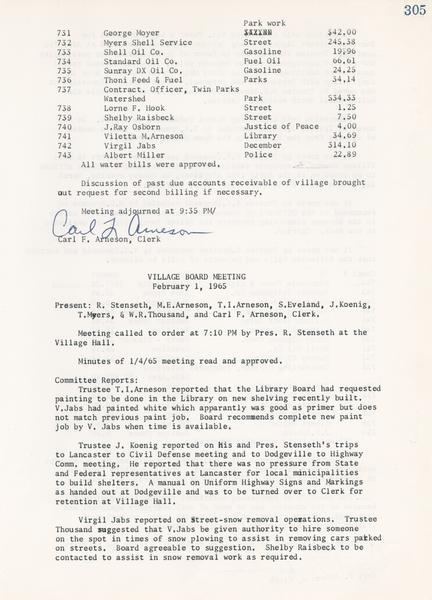 305
Park work
731 George Moyer $42,00
732 Myers Shell Service Street 245,38
733 Shell Oil Co. Gasoline 19,96
734 Standard Oil Co. Fuel Oil 66,61
735 Sunray DX Oil Co. Gasoline 24,25
736 Thoni Feed & Fuel Parks 34,14
737 Contract. Officer, Twin Parks
Watershed Park 534,33
738 Lorne F. Hook Street 1.25
739 Shelby Raisbeck Street 7.50
740 J.Ray Osborn Justice of Peace 4,00
741 Viletta M.Arneson Library 34,69
742 Virgil Jabs December 314,10
743 Albert Miller Police 22,89
All water bills were approved.
Discussion of past due accounts receivable of village brought
out request for second billing if necessary.
Meeting adjourned at 9:35 PM/
Carl F. Arneson
Carl F. Arneson, Clerk
VILLAGE BOARD MEETING
February 1, 1965
Present: R. Stenseth, M.E.Arneson, T.I.Arneson, S.Eveland, J.Koenig,
T.Myers, & W.R.Thousand, and Carl F. Arneson, Clerk.
Meeting called to order at 7:10 PM by Pres. R. Stenseth at the
Village Hall.
Minutes of 1/4/65 meeting read and approved.
Committee Reports:
Trustee T.I.Arneson reported that the Library Board had requested
painting to be done in the Library on new shelving recently built.
V.Jabs had painted white which apparantly was good as primer but does
not match previous paint job. Board recommends complete new paint
job by V. Jabs when time is available.
Trustee J. Koenig reported on his and Pres. Stenseth's trips
to Lancaster to Civil Defense meeting and to Dodgeville to Highway
Comm. meeting. He reported that there was no pressure from State
and Federal representatives at Lancaster for local municipalities
to build shelters. A manual on Uniform Highway Signs and Markings
as handed out at Dodgeville and was to be turned over to Clerk for
retention at Village Hall.
Virgil Jabs reported on Street-snow removal operations. Trustee
Thousand suggested that V.Jabs be given authority to hire someone
on the spot in times of snow plowing to assist in removing cars parked
on streets. Board agreeable to suggestion. Shelby Raisbeck to be
contacted to assist in snow removal work as required.